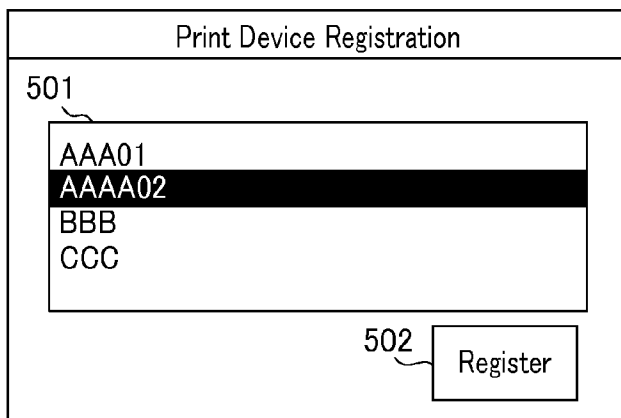 Print Device Registration
501
AAA01
AAAA02
BBB
CCC
502
Register